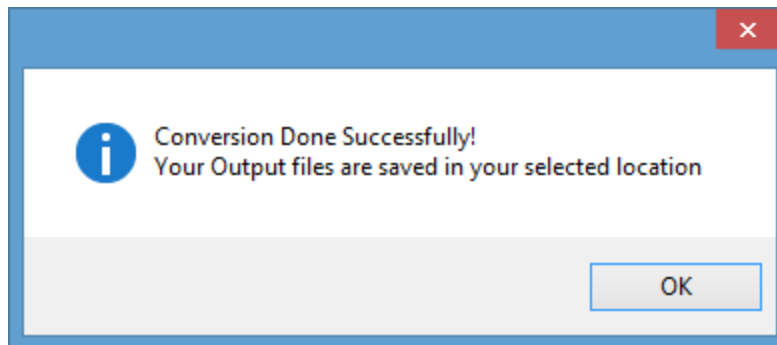 Conversion Done Successfully!
Your Output files are saved in your selected location
OK